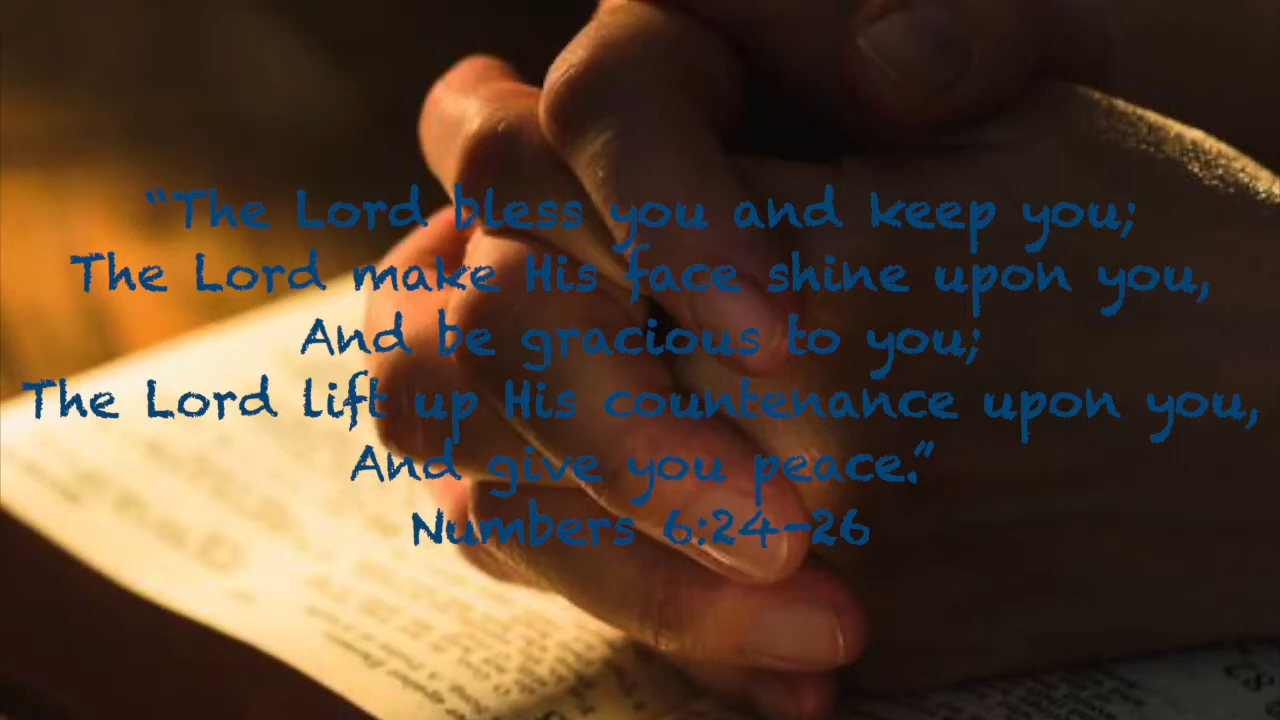 “The Lord bless you and keep you;
The Lord make His face shine upon you,
And be gracious to you;
The Lord lift up His countenance upon you,
And give you peace.”
Numbers 6:24-26